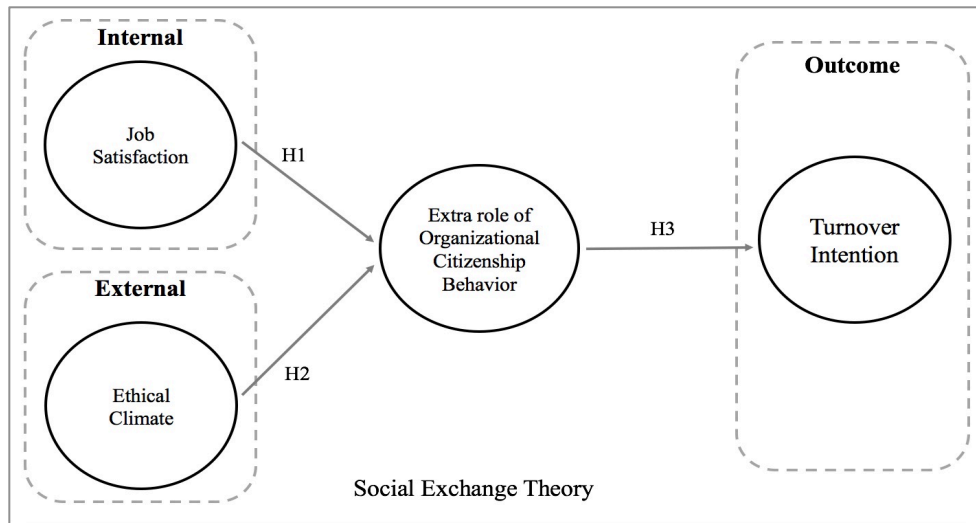 Internal
Job
Satisfaction
H1
External
Ethical
Climate
H2
Extra role of
Organizational
Citizenship
Behavior
H3
Outcome
Turnover
Intention
Social Exchange Theory